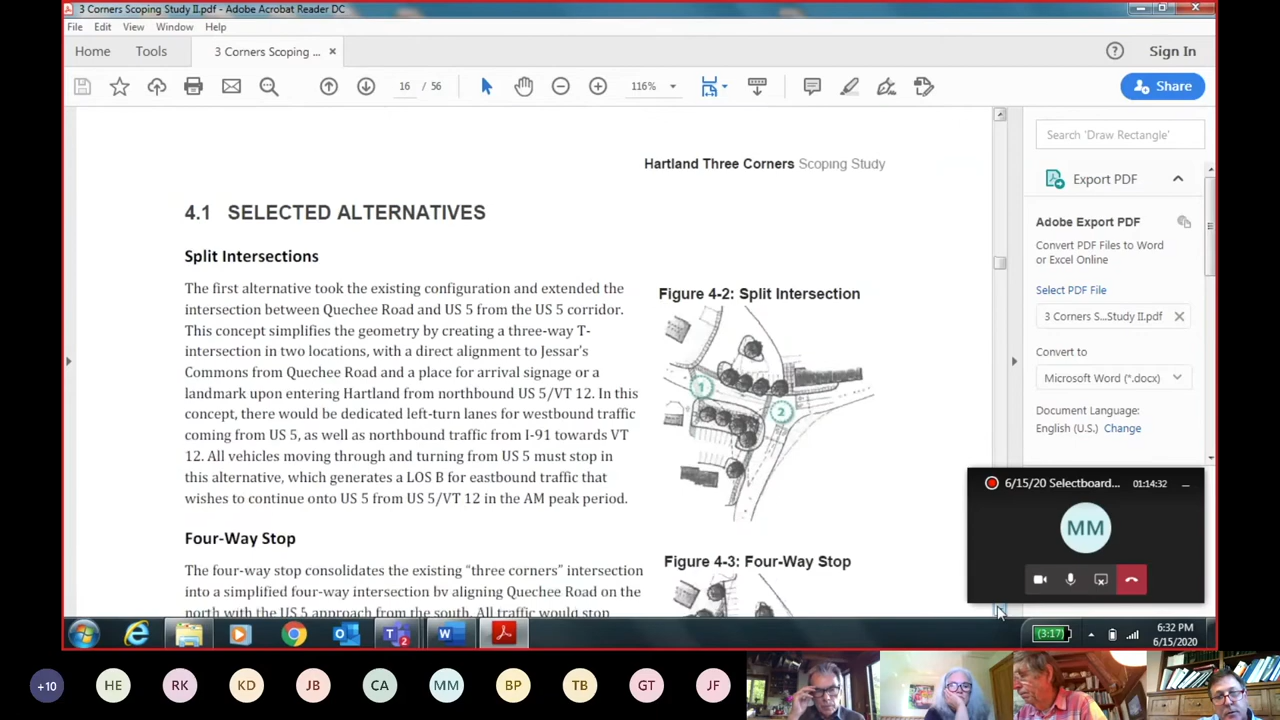 3 Corners Scoping Study II.pdf - Adobe Acrobat Reader DC
File Edit View Window Help
Home Tools 3 Corners Scoping ... × Sign In
16 / 56 116% Share
Hartland Three Corners Scoping Study
4.1 SELECTED ALTERNATIVES
Split Intersections
The first alternative took the existing configuration and extended the
intersection between Quechee Road and US 5 from the US 5 corridor.
This concept simplifies the geometry by creating a three-way T-
intersection in two locations, with a direct alignment to Jessar's
Commons from Quechee Road and a place for arrival signage or a
landmark upon entering Hartland from northbound US 5/VT 12. In this
concept, there would be dedicated left-turn lanes for westbound traffic
coming from US 5, as well as northbound traffic from I-91 towards VT
12. All vehicles moving through and turning from US 5 must stop in
this alternative, which generates a LOS B for eastbound traffic that
wishes to continue onto US 5 from US 5/VT 12 in the AM peak period.
Figure 4-2: Split Intersection
1
2
Four-Way Stop
The four-way stop consolidates the existing "three corners" intersection
into a simplified four-way intersection by aligning Quechee Road on the
north with the US 5 approach from the south. All traffic would stop
Figure 4-3: Four-Way Stop
Search 'Draw Rectangle'
Export PDF
Adobe Export PDF
Convert PDF Files to Word
or Excel Online
Select PDF File
3 Corners S...Study II.pdf
Convert to
Microsoft Word (*.docx)
Document Language:
English (U.S.) Change
6/15/20 Selectboard... 01:14:32
MM
(3:17)
6:32 PM
6/15/2020
+10 HE RK KD JB CA MM BP TB GT JF